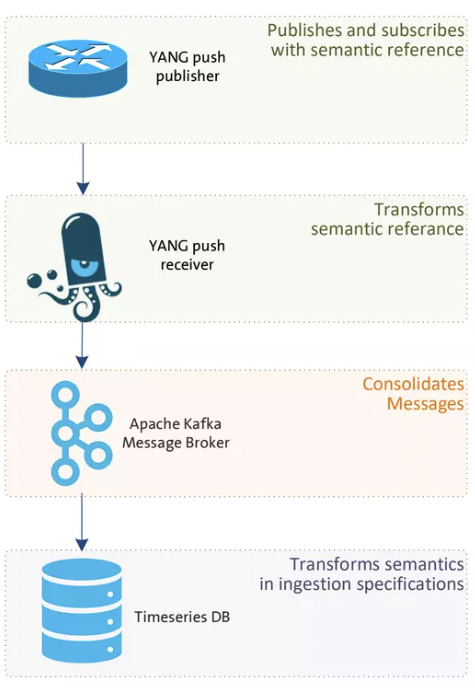 Publishes and subscribes
with semantic reference
YANG push
publisher
Transforms
semantic referance
YANG push
receiver
Consolidates
Messages
Apache Kafka
Message Broker
Transforms semantics
in ingestion specifications
Timeseries DB